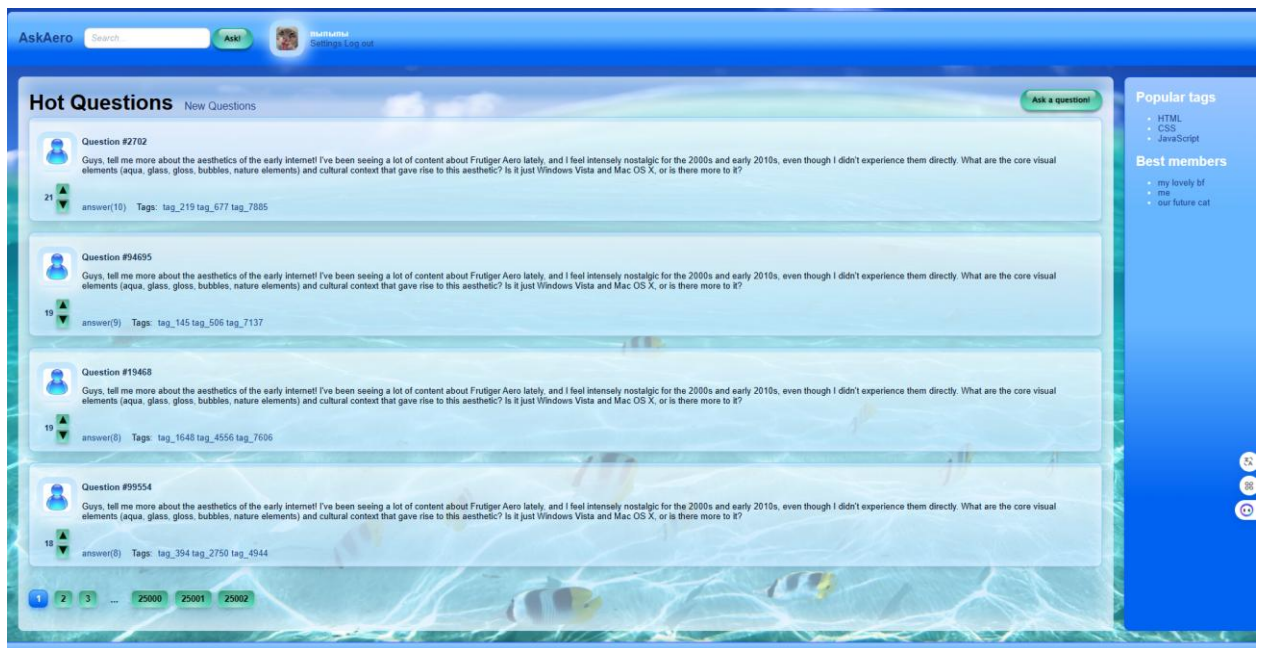 AskAero
Search...
Ask!
пыпыпы
Settings Log out
Hot Questions New Questions
Ask a question!
Question #2702
Guys, tell me more about the aesthetics of the early internet! I've been seeing a lot of content about Frutiger Aero lately, and I feel intensely nostalgic for the 2000s and early 2010s, even though I didn't experience them directly. What are the core visual
elements (aqua, glass, gloss, bubbles, nature elements) and cultural context that gave rise to this aesthetic? Is it just Windows Vista and Mac OS X, or is there more to it?
21
answer(10) Tags: tag_219 tag_677 tag_7885
Question #94695
Guys, tell me more about the aesthetics of the early internet! I've been seeing a lot of content about Frutiger Aero lately, and I feel intensely nostalgic for the 2000s and early 2010s, even though I didn't experience them directly. What are the core visual
elements (aqua, glass, gloss, bubbles, nature elements) and cultural context that gave rise to this aesthetic? Is it just Windows Vista and Mac OS X, or is there more to it?
19
answer(9) Tags: tag_145 tag_506 tag_7137
Question #19468
Guys, tell me more about the aesthetics of the early internet! I've been seeing a lot of content about Frutiger Aero lately, and I feel intensely nostalgic for the 2000s and early 2010s, even though I didn't experience them directly. What are the core visual
elements (aqua, glass, gloss, bubbles, nature elements) and cultural context that gave rise to this aesthetic? Is it just Windows Vista and Mac OS X, or is there more to it?
19
answer(8) Tags: tag_1648 tag_4556 tag_7606
Question #99554
Guys, tell me more about the aesthetics of the early internet! I've been seeing a lot of content about Frutiger Aero lately, and I feel intensely nostalgic for the 2000s and early 2010s, even though I didn't experience them directly. What are the core visual
elements (aqua, glass, gloss, bubbles, nature elements) and cultural context that gave rise to this aesthetic? Is it just Windows Vista and Mac OS X, or is there more to it?
18
answer(8) Tags: tag_394 tag_2750 tag_4944
1 2 3 ... 25000 25001 25002
Popular tags
HTML
CSS
JavaScript
Best members
my lovely bf
me
our future cat